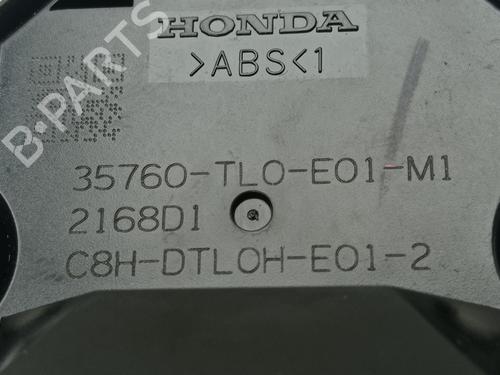 HONDA
>ABS<1
35760-TL0-E01-M1
2168D1
C8H-DTL0H-E01-2
B-PARTS